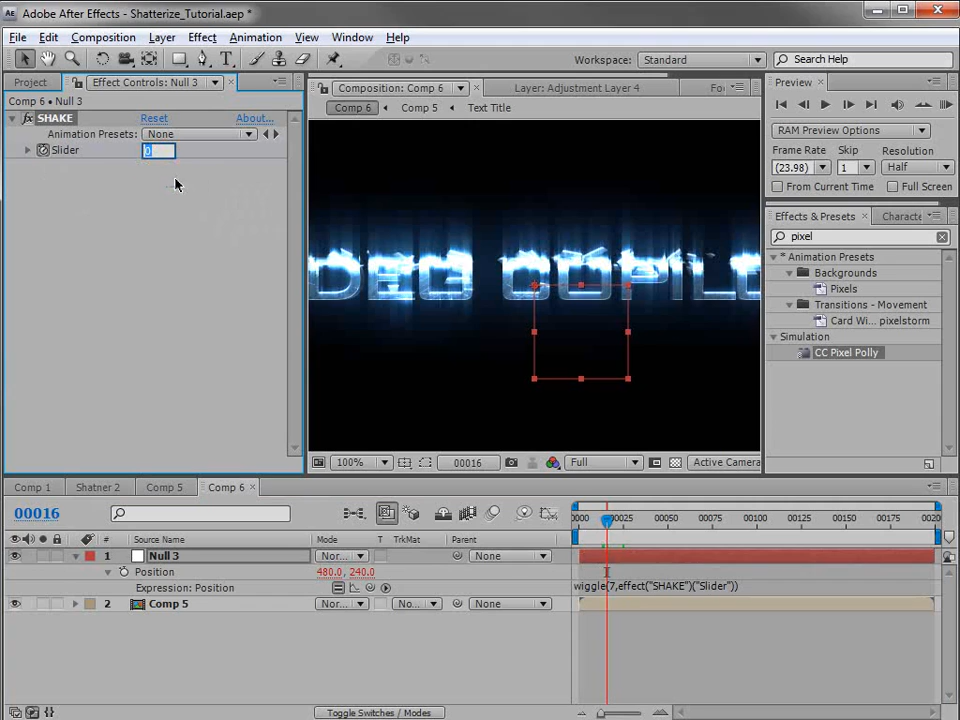 AE Adobe After Effects - Shatterize_Tutorial.aep *
File Edit Composition Layer Effect Animation View Window Help
T Workspace: Standard Search Help
Project Effect Controls: Null 3 × Composition: Comp 6 Layer: Adjustment Layer 4 Fo Preview ×
Comp 6 • Null 3
Comp 6 Comp 5 Text Title
fx SHAKE Reset About...
Animation Presets: None
Slider 0
RAM Preview Options
Frame Rate Skip Resolution
(23.98) 1 Half
From Current Time Full Screen
Effects & Presets × Characte
pixel
* Animation Presets
Backgrounds
Pixels
Transitions - Movement
Card Wi... pixelstorm
Simulation
CC Pixel Polly
DEO COPIL
100% 00016 Full Active Camera
Comp 1 Shatner 2 Comp 5 Comp 6 ×
00016
0000 00025 00050 00075 00100 00125 00150 00175 0020
# Source Name Mode T TrkMat Parent
1 Null 3 Nor... None
Position 480.0, 240.0
Expression: Position wiggle(7,effect("SHAKE")("Slider"))
2 Comp 5 Nor... No... None
Toggle Switches / Modes